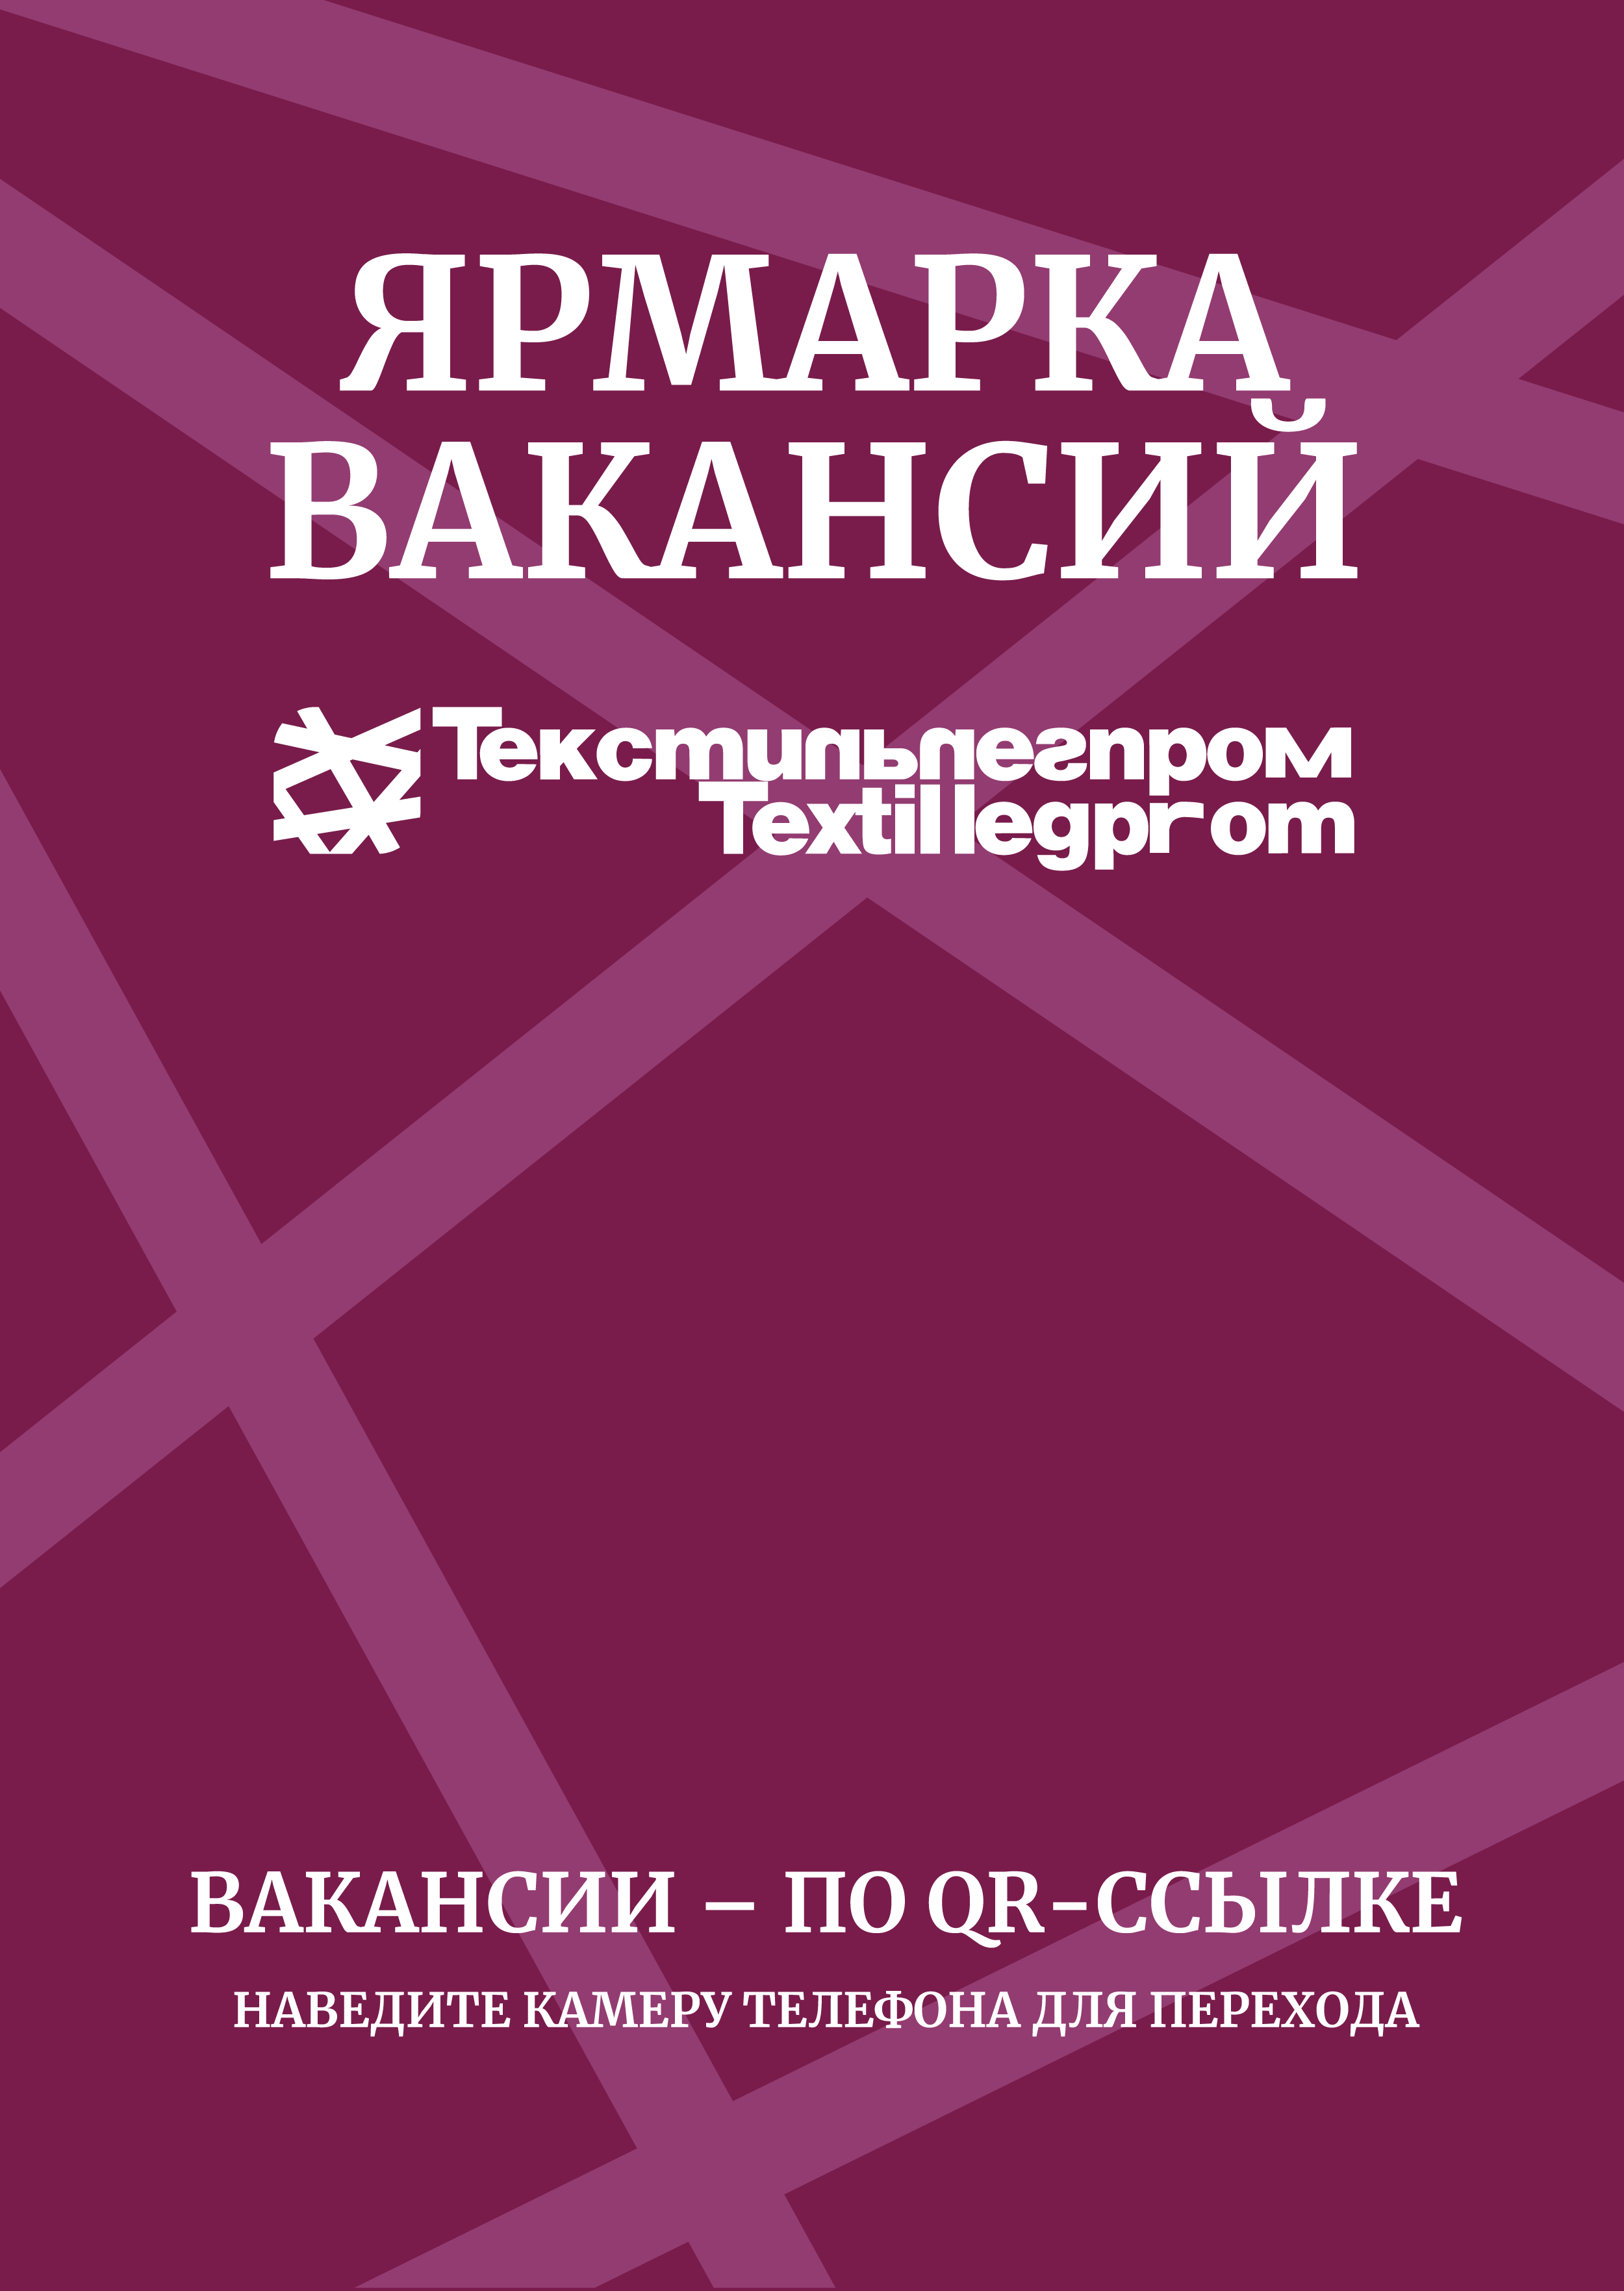 ЯРМАРКА
ВАКАНСИЙ
Текстильлегпром
Textillegprom
ВАКАНСИИ — ПО QR-ССЫЛКЕ
НАВЕДИТЕ КАМЕРУ ТЕЛЕФОНА ДЛЯ ПЕРЕХОДА